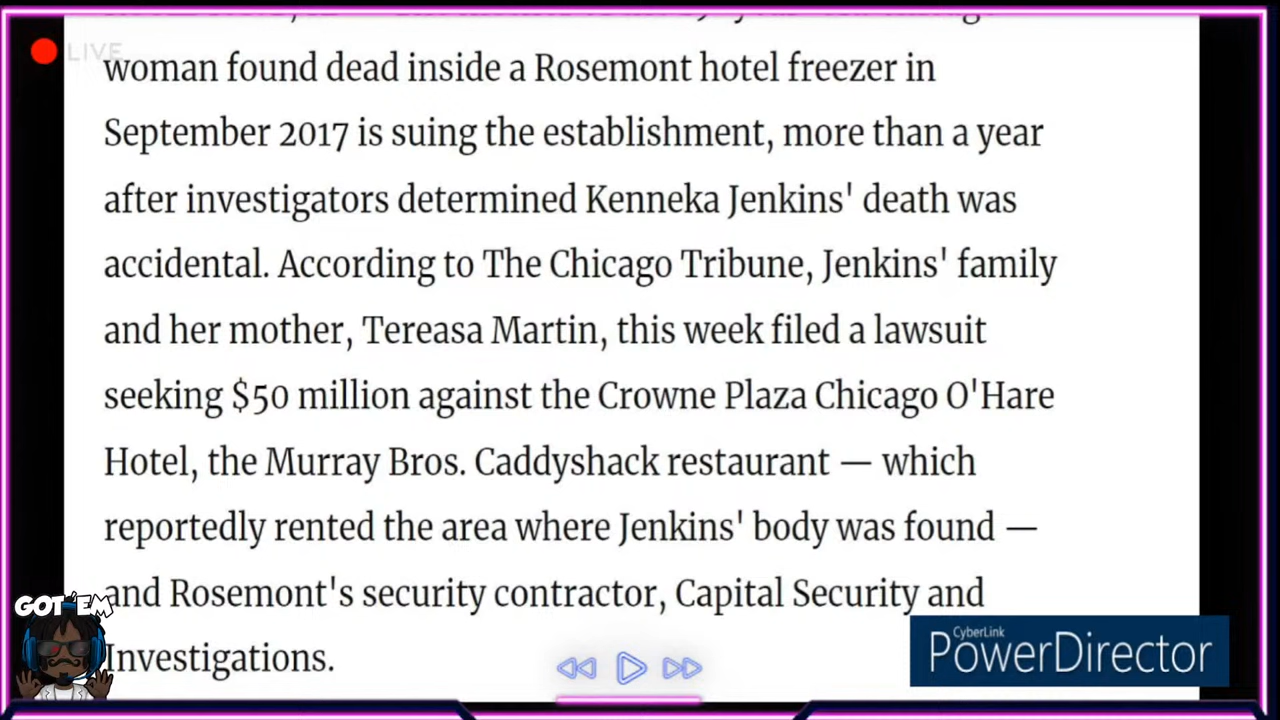 LIVE
woman found dead inside a Rosemont hotel freezer in
September 2017 is suing the establishment, more than a year
after investigators determined Kenneka Jenkins' death was
accidental. According to The Chicago Tribune, Jenkins' family
and her mother, Tereasa Martin, this week filed a lawsuit
seeking $50 million against the Crowne Plaza Chicago O'Hare
Hotel, the Murray Bros. Caddyshack restaurant — which
reportedly rented the area where Jenkins' body was found —
and Rosemont's security contractor, Capital Security and
Investigations.
GOT 'EM
CyberLink
PowerDirector